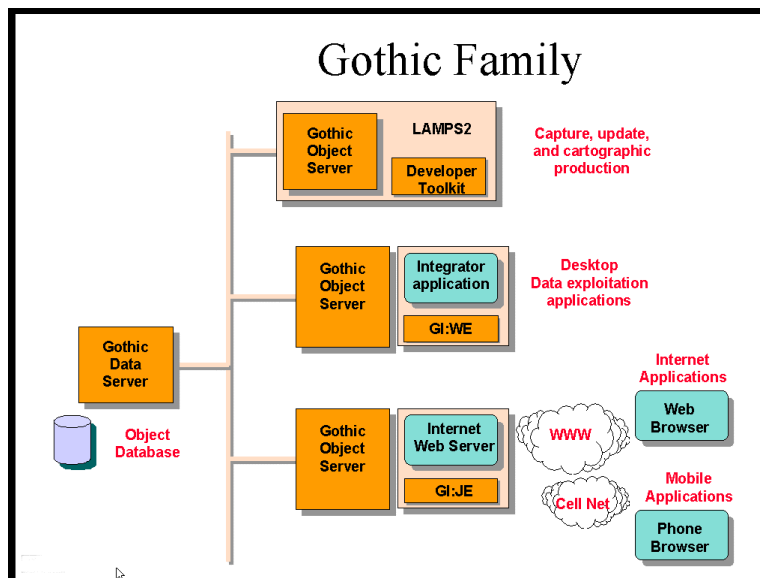 Gothic Family
Gothic
Object
Server
LAMPS2
Developer
Toolkit
Capture, update,
and cartographic
production
Gothic
Object
Server
Integrator
application
GI:WE
Desktop
Data exploitation
applications
Gothic
Data
Server
Object
Database
Gothic
Object
Server
Internet
Web Server
GI:JE
WWW
Cell Net
Internet
Applications
Web
Browser
Mobile
Applications
Phone
Browser